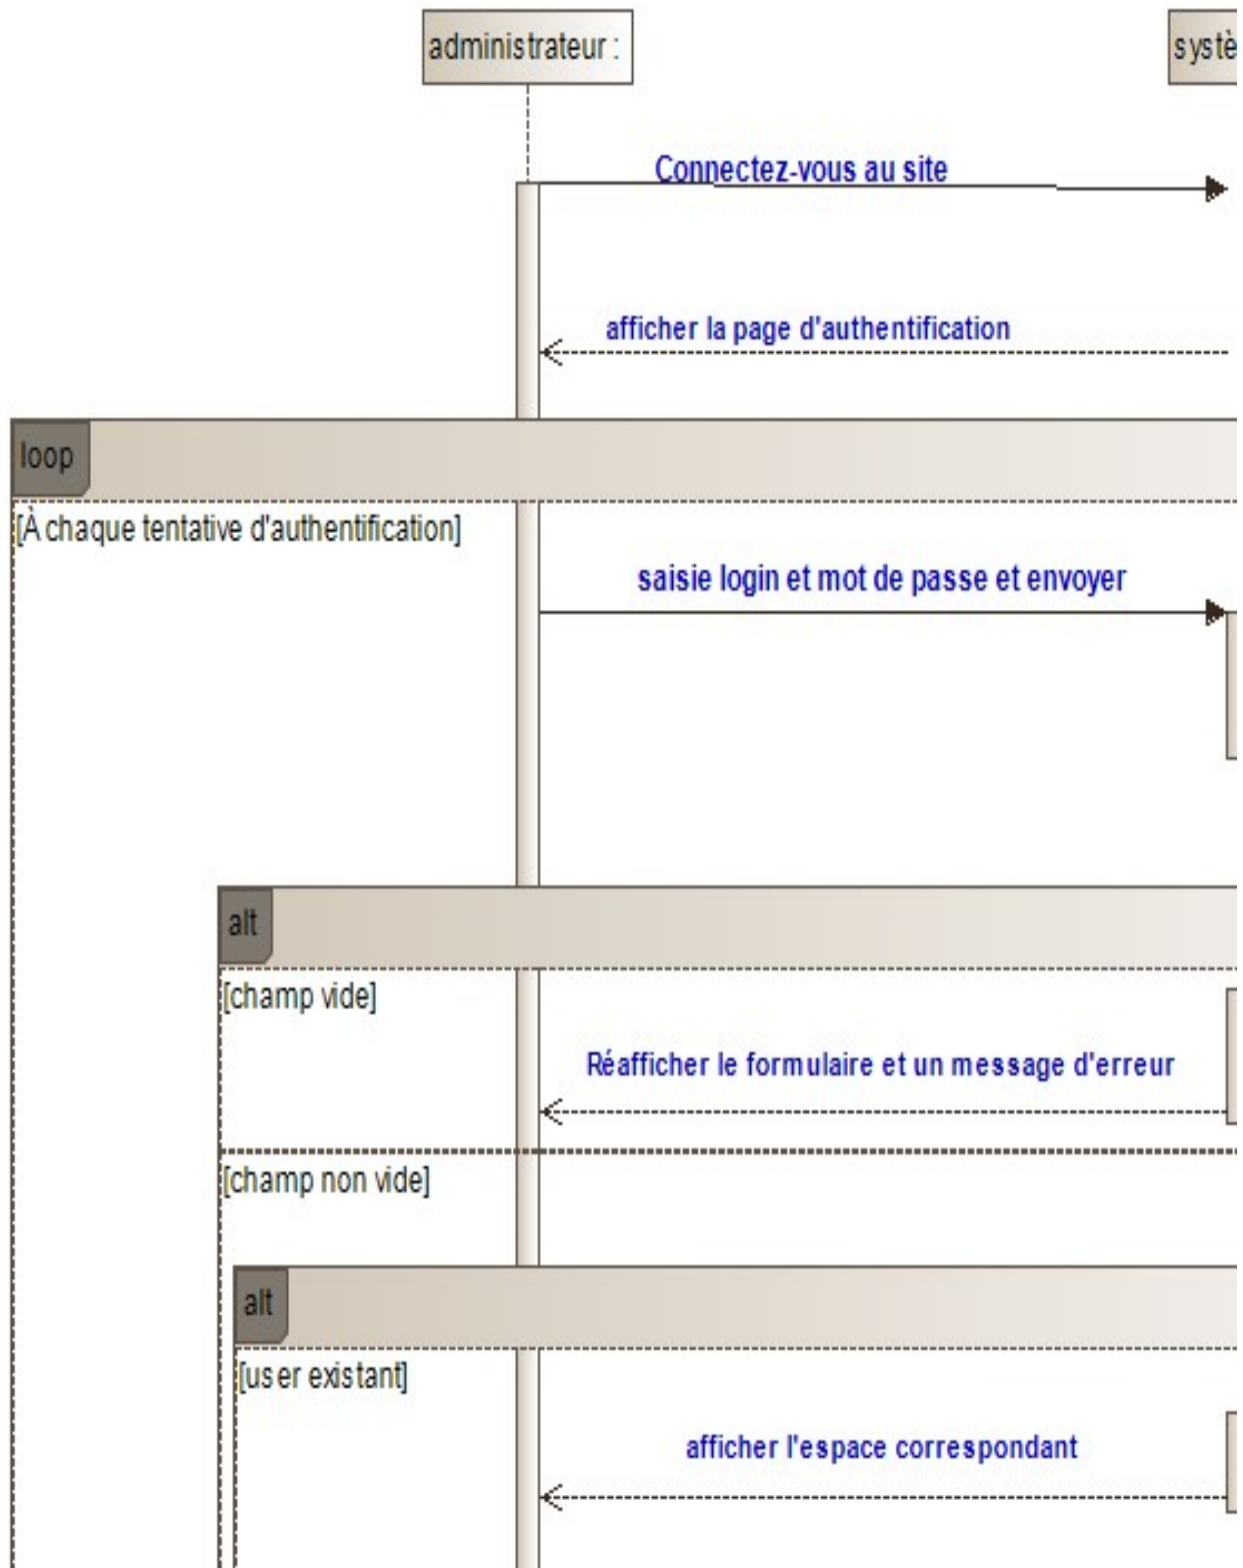 administrateur :
systè
Connectez-vous au site
afficher la page d'authentification
loop
[À chaque tentative d'authentification]
saisie login et mot de passe et envoyer
alt
[champ vide]
Réafficher le formulaire et un message d'erreur
[champ non vide]
alt
[user existant]
afficher l'espace correspondant